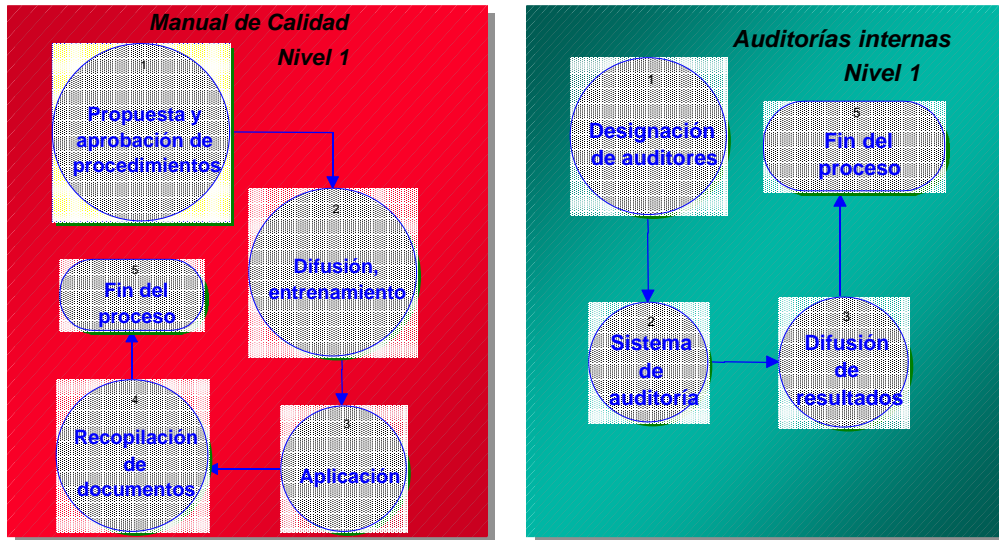 Manual de Calidad
Nivel 1
1
Propuesta y
aprobación de
procedimientos
2
Difusión,
entrenamiento
3
Aplicación
4
Recopilación
de
documentos
5
Fin del
proceso
Auditorías internas
Nivel 1
1
Designación
de auditores
2
Sistema
de
auditoría
3
Difusión
de
resultados
5
Fin del
proceso